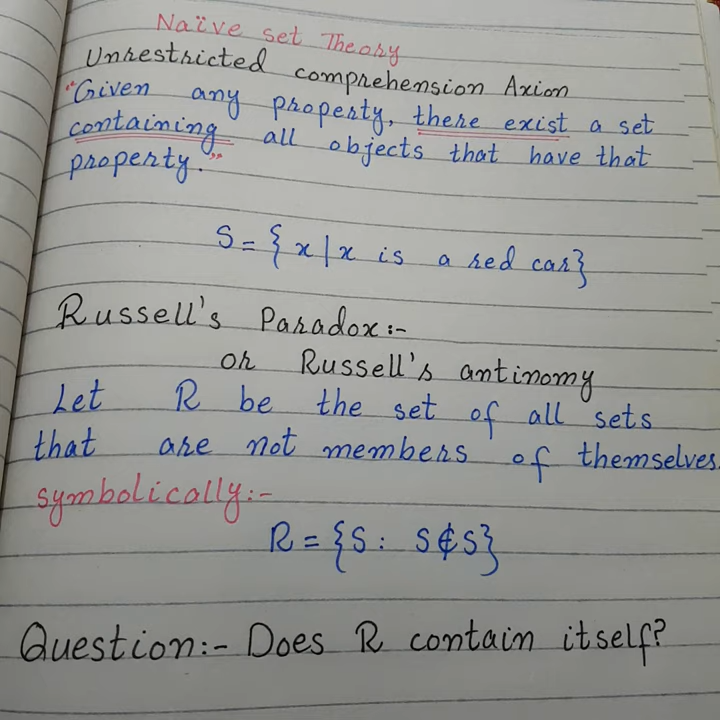 Naïve set Theory
Unrestricted comprehension Axion
"Given any property, there exist a set
containing all objects that have that
property."
S = { x | x is a red car}
Russell's Paradox:-
or Russell's antinomy
Let R be the set of all sets
that are not members of themselves.
symbolically:-
R = {S : S ∉ S}
Question:- Does R contain itself?